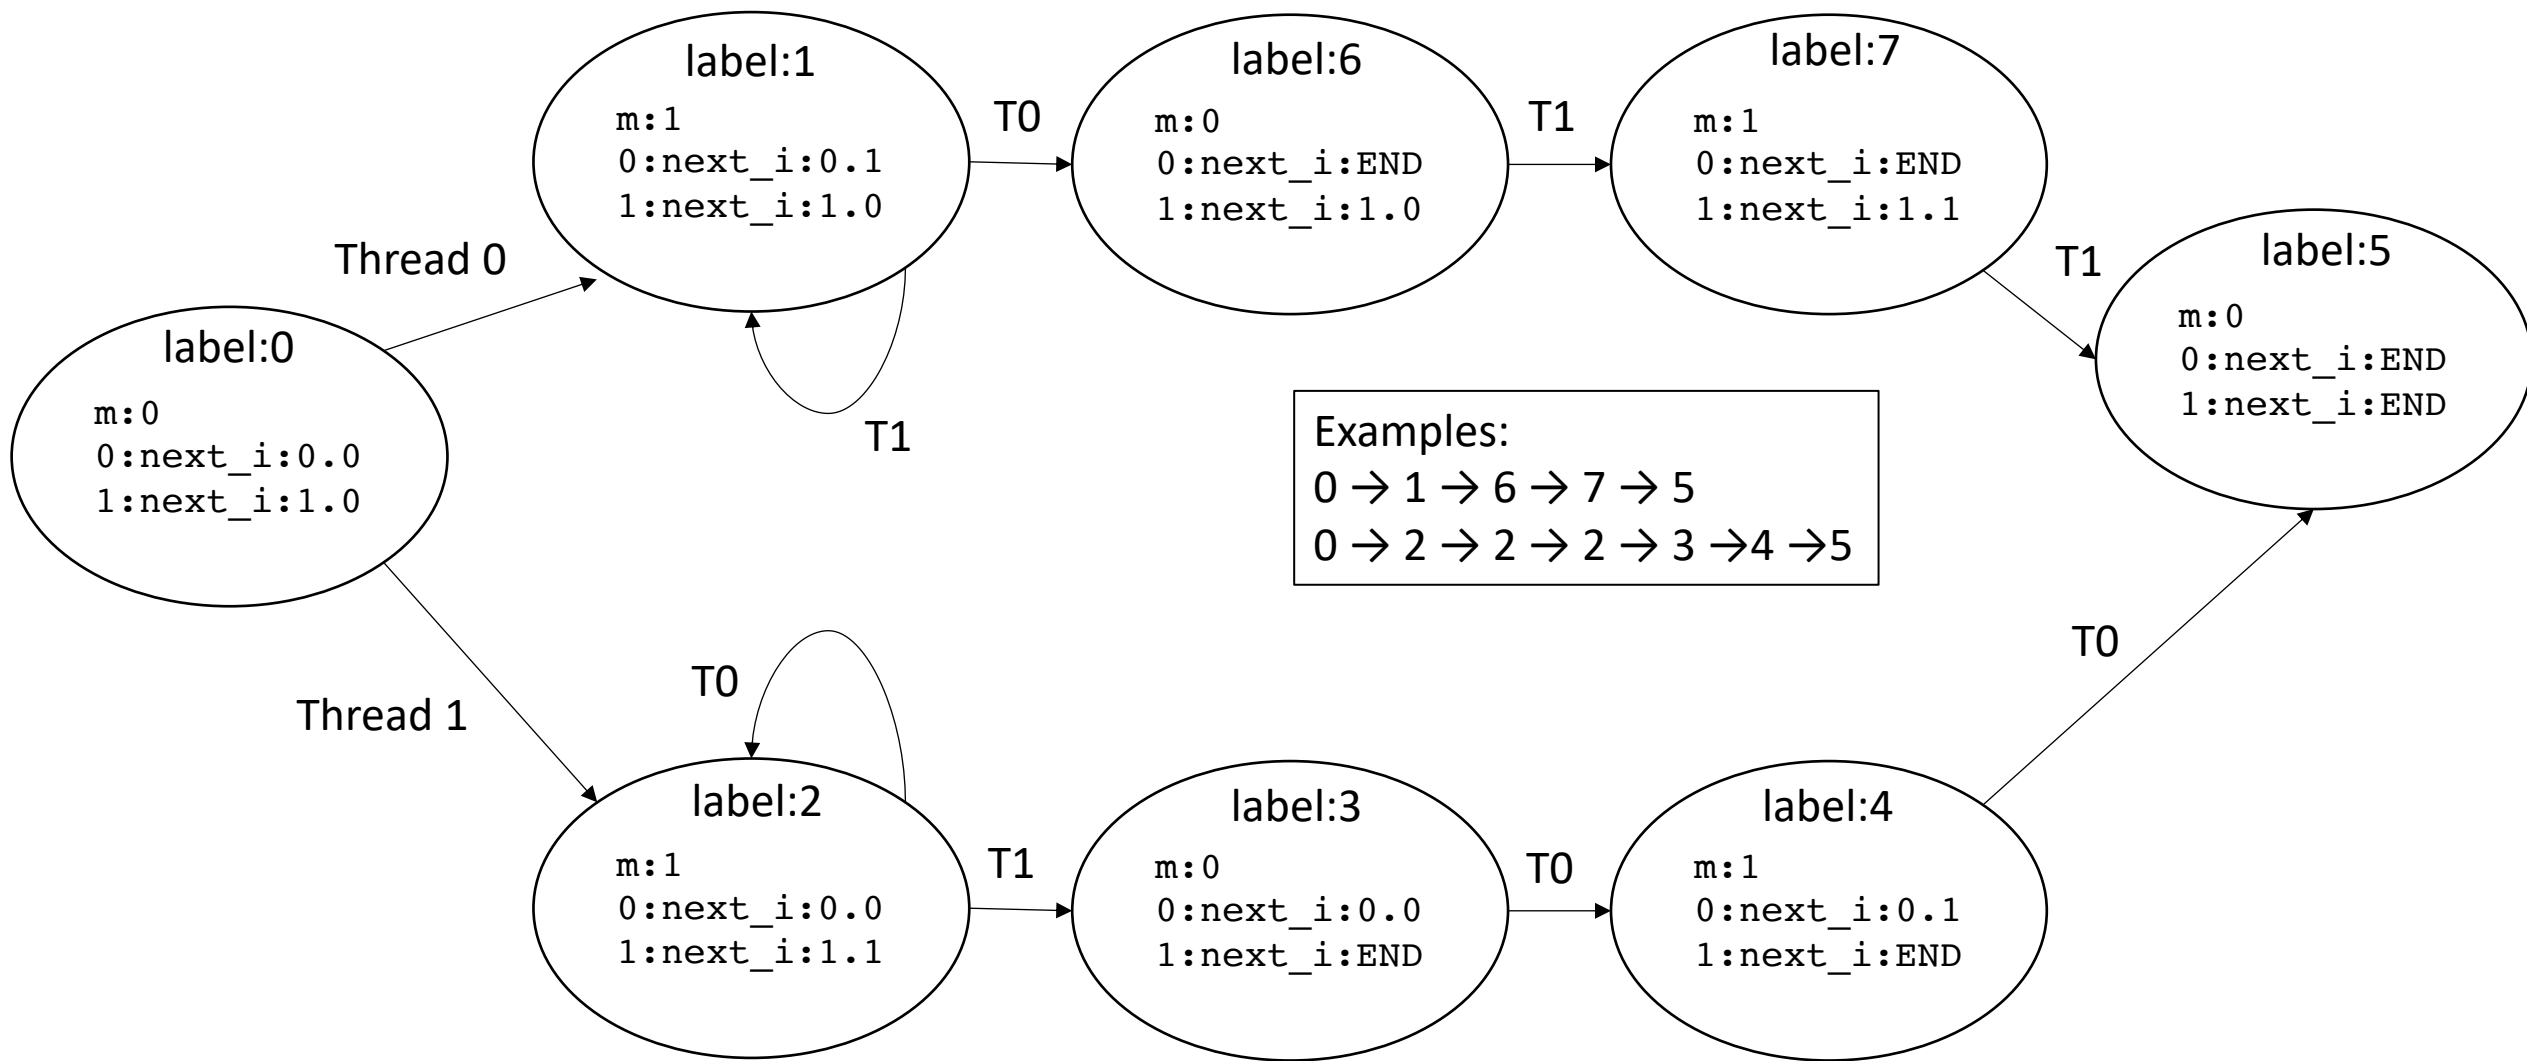 label:0
m:0
0:next_i:0.0
1:next_i:1.0
Thread 0
Thread 1
label:1
m:1
0:next_i:0.1
1:next_i:1.0
T1
T0
label:6
m:0
0:next_i:END
1:next_i:1.0
T1
label:7
m:1
0:next_i:END
1:next_i:1.1
T1
label:5
m:0
0:next_i:END
1:next_i:END
Examples:
0 → 1 → 6 → 7 → 5
0 → 2 → 2 → 2 → 3 →4 →5
T0
label:2
m:1
0:next_i:0.0
1:next_i:1.1
T1
label:3
m:0
0:next_i:0.0
1:next_i:END
T0
label:4
m:1
0:next_i:0.1
1:next_i:END
T0